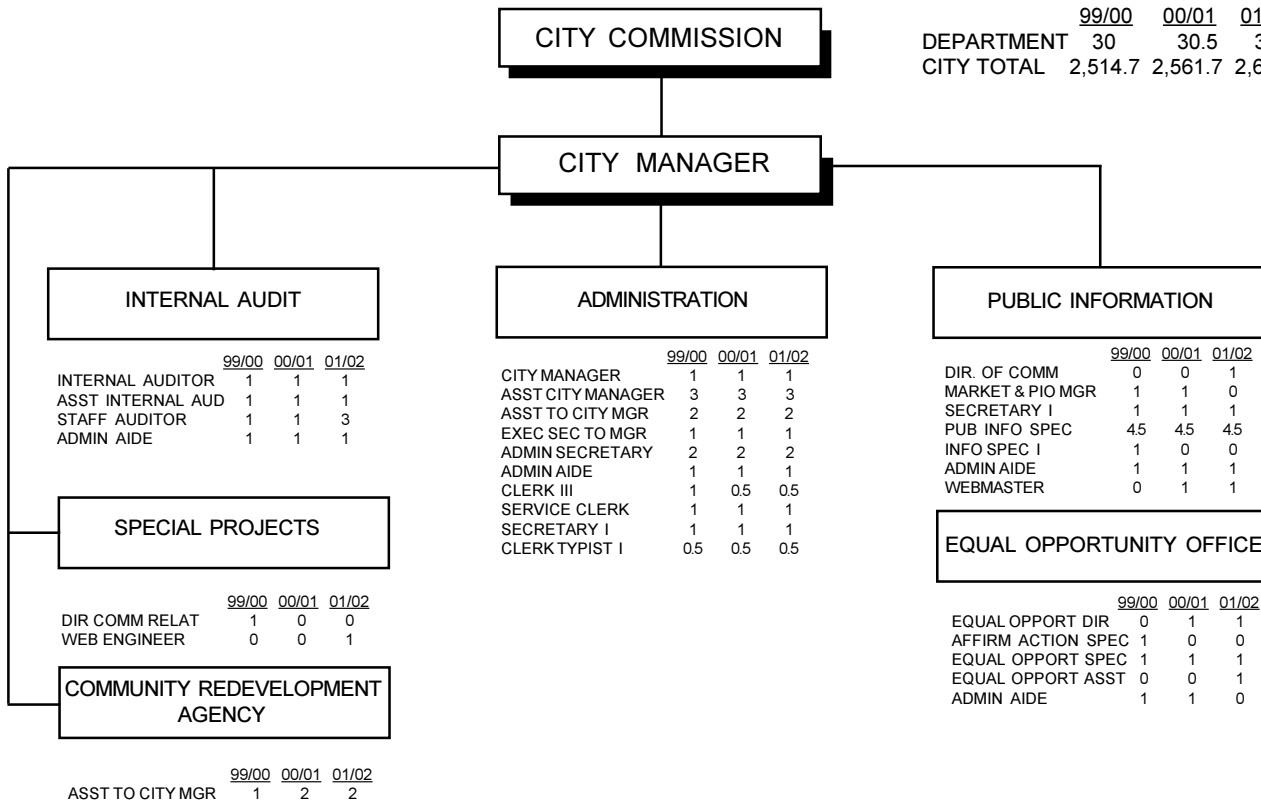 99/00 00/01
DEPARTMENT 30 30.5
CITY TOTAL 2,514.7 2,561.7
CITY COMMISSION
CITY MANAGER
INTERNAL AUDIT
99/00 00/01 01/02
INTERNAL AUDITOR 1 1 1
ASST INTERNAL AUD 1 1 1
STAFF AUDITOR 1 1 3
ADMIN AIDE 1 1 1
SPECIAL PROJECTS
99/00 00/01 01/02
DIR COMM RELAT 1 0 0
WEB ENGINEER 0 0 1
COMMUNITY REDEVELOPMENT
AGENCY
99/00 00/01 01/02
ASST TO CITY MGR 1 2 2
ADMINISTRATION
99/00 00/01 01/02
CITY MANAGER 1 1 1
ASST CITY MANAGER 3 3 3
ASST TO CITY MGR 2 2 2
EXEC SEC TO MGR 1 1 1
ADMIN SECRETARY 2 2 2
ADMIN AIDE 1 1 1
CLERK III 1 0.5 0.5
SERVICE CLERK 1 1 1
SECRETARY I 1 1 1
CLERK TYPIST I 0.5 0.5 0.5
PUBLIC INFORMATION
99/00 00/01 01/02
DIR. OF COMM 0 0 1
MARKET & PIO MGR 1 1 0
SECRETARY I 1 1 1
PUB INFO SPEC 4.5 4.5 4.5
INFO SPEC I 1 0 0
ADMIN AIDE 1 1 1
WEBMASTER 0 1 1
EQUAL OPPORTUNITY OFFICE
99/00 00/01 01/02
EQUAL OPPORT DIR 0 1 1
AFFIRM ACTION SPEC 1 0 0
EQUAL OPPORT SPEC 1 1 1
EQUAL OPPORT ASST 0 0 1
ADMIN AIDE 1 1 0